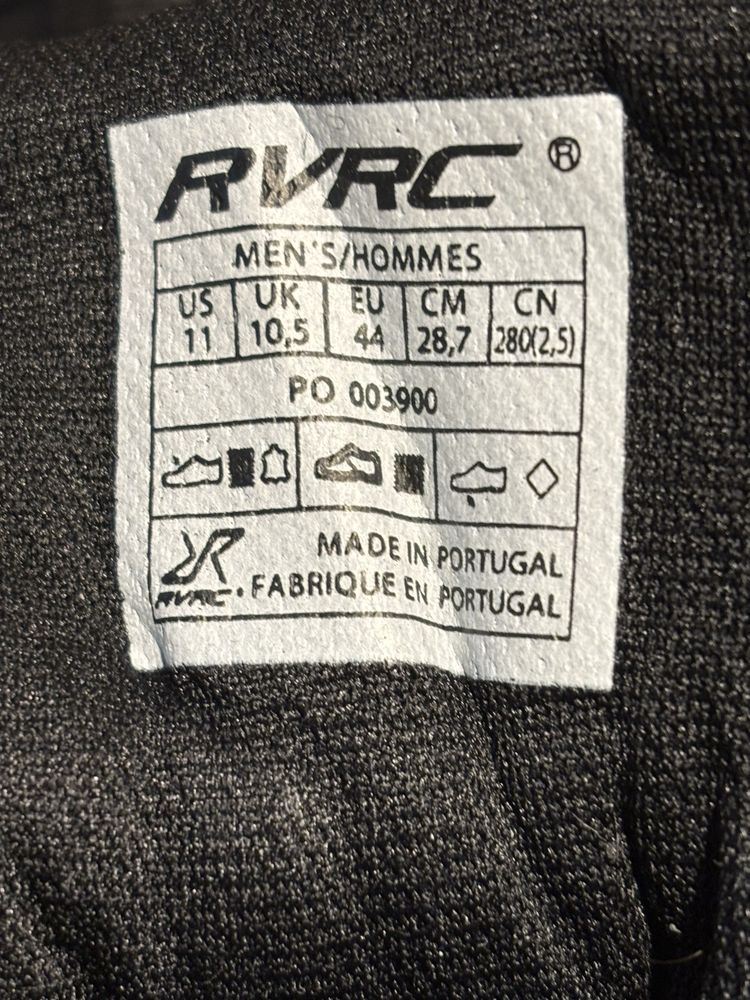 RVRC ®
MEN'S/HOMMES
US UK EU CM CN
11 10,5 44 28,7 280(2,5)
PO 003900
MADE IN PORTUGAL
RVRC • FABRIQUE EN PORTUGAL